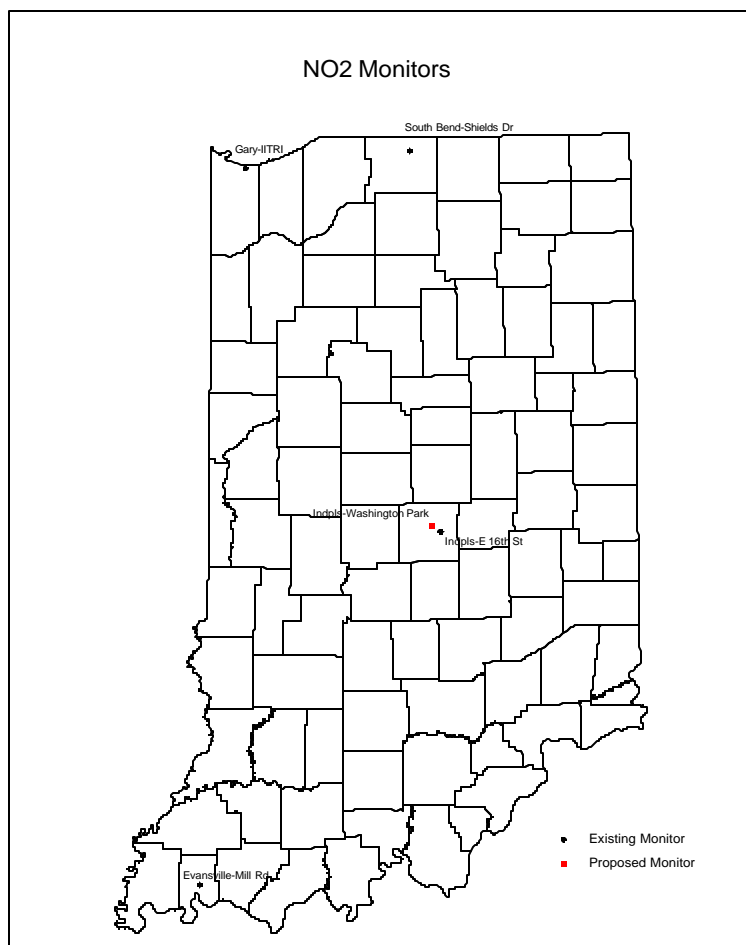 NO2 Monitors
South Bend-Shields Dr
Gary-IITRI
Indpls-Washington Park
Indpls-E 16th St
Existing Monitor
Proposed Monitor
Evansville-Mill Rd